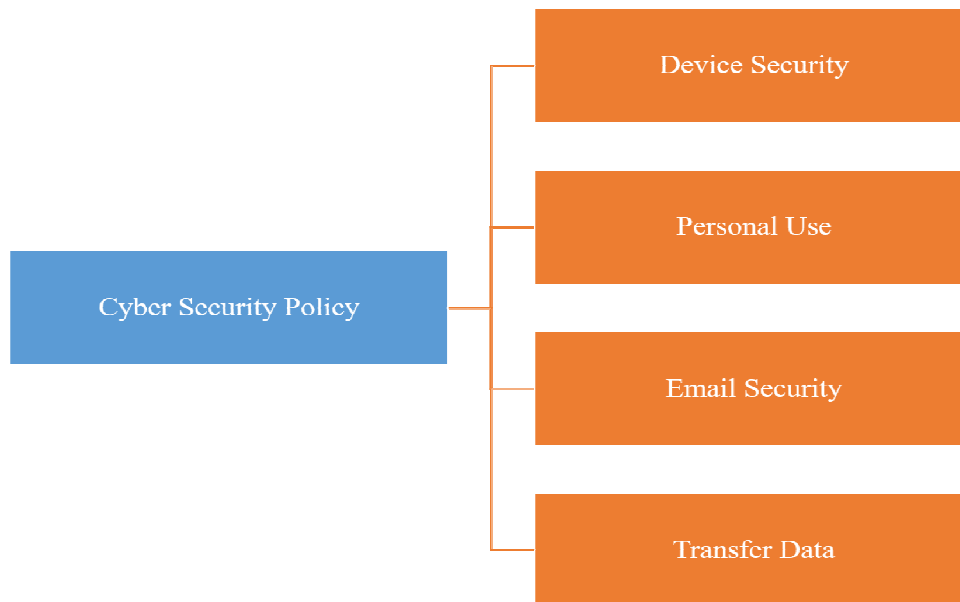 Device Security
Personal Use
Cyber Security Policy
Email Security
Transfer Data